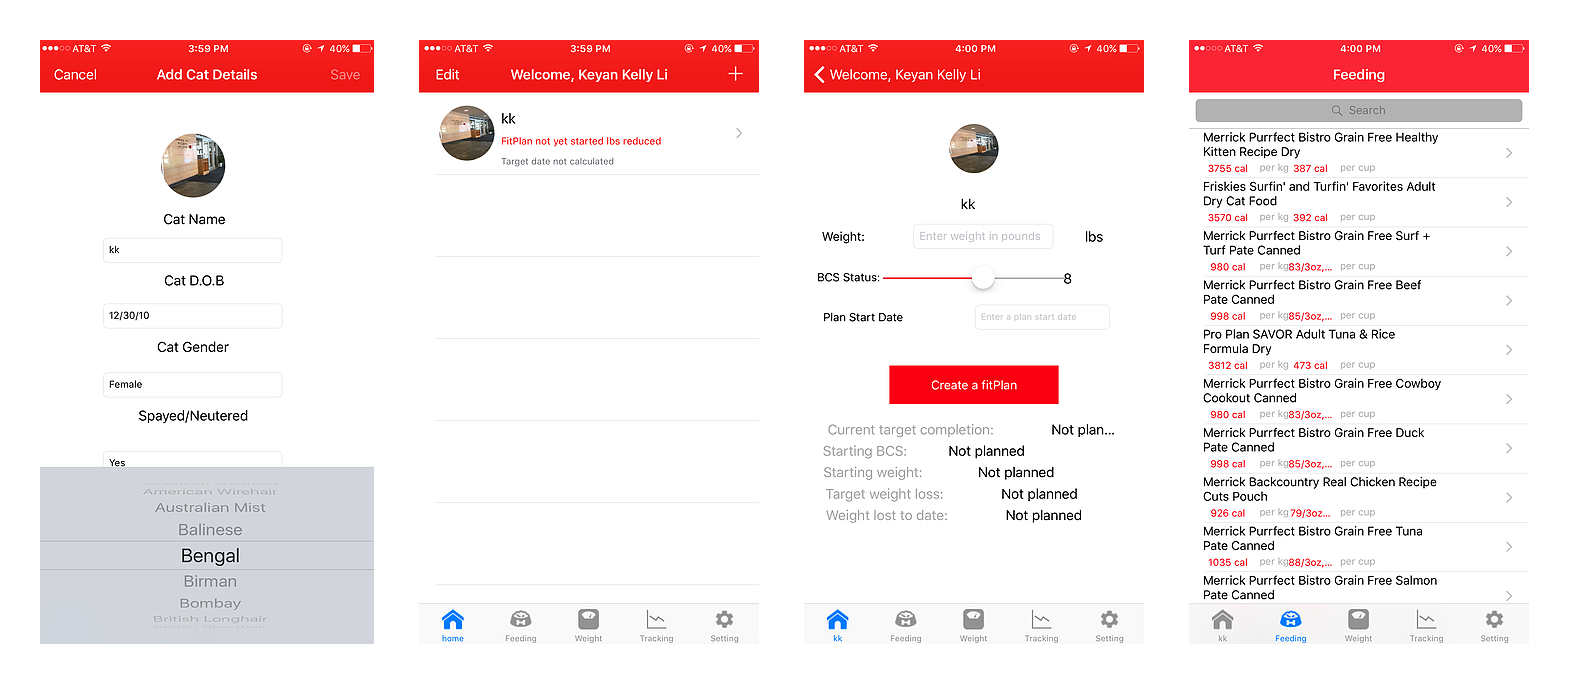 AT&T 3:59 PM 40%
Cancel Add Cat Details Save
Cat Name
kk
Cat D.O.B
12/30/10
Cat Gender
Female
Spayed/Neutered
Yes
American Wirehair
Australian Mist
Balinese
Bengal
Birman
Bombay
British Longhair
AT&T 3:59 PM 40%
Edit Welcome, Keyan Kelly Li +
kk
FitPlan not yet started lbs reduced
Target date not calculated
home Feeding Weight Tracking Setting
AT&T 4:00 PM 40%
Welcome, Keyan Kelly Li
kk
Weight: Enter weight in pounds lbs
BCS Status: 8
Plan Start Date Enter a plan start date
Create a fitPlan
Current target completion: Not plan...
Starting BCS: Not planned
Starting weight: Not planned
Target weight loss: Not planned
Weight lost to date: Not planned
kk Feeding Weight Tracking Setting
AT&T 4:00 PM 40%
Feeding
Search
Merrick Purrfect Bistro Grain Free Healthy
Kitten Recipe Dry
3755 cal per kg 387 cal per cup
Friskies Surfin' and Turfin' Favorites Adult
Dry Cat Food
3570 cal per kg 392 cal per cup
Merrick Purrfect Bistro Grain Free Surf +
Turf Pate Canned
980 cal per kg 83/3oz,... per cup
Merrick Purrfect Bistro Grain Free Beef
Pate Canned
998 cal per kg 85/3oz,... per cup
Pro Plan SAVOR Adult Tuna & Rice
Formula Dry
3812 cal per kg 473 cal per cup
Merrick Purrfect Bistro Grain Free Cowboy
Cookout Canned
980 cal per kg 83/3oz,... per cup
Merrick Purrfect Bistro Grain Free Duck
Pate Canned
998 cal per kg 85/3oz,... per cup
Merrick Backcountry Real Chicken Recipe
Cuts Pouch
926 cal per kg 79/3oz... per cup
Merrick Purrfect Bistro Grain Free Tuna
Pate Canned
1035 cal per kg 88/3oz,... per cup
Merrick Purrfect Bistro Grain Free Salmon
Pate Canned
kk Feeding Weight Tracking Setting